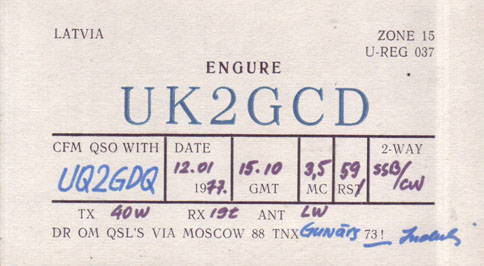 LATVIA ZONE 15
U-REG 037
ENGURE
UK2GCD
CFM QSO WITH DATE 2-WAY
UQ2GDQ 12.01 15.10 3,5 59 SSB/CW
1977. GMT MC RST
TX 40W RX 19t ANT LW
DR OM QSL'S VIA MOSCOW 88 TNX Gunārs 73!